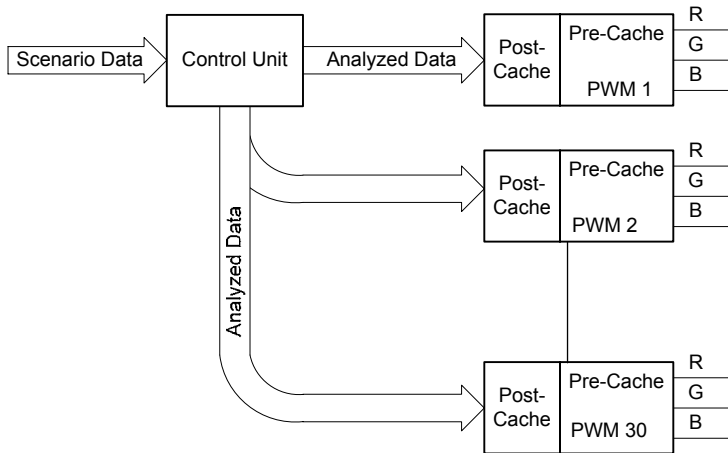 Scenario Data
Control Unit
Analyzed Data
Post-
Cache
Pre-Cache
PWM 1
R
G
B
Post-
Cache
Pre-Cache
PWM 2
R
G
B
Analyzed Data
Post-
Cache
Pre-Cache
PWM 30
R
G
B